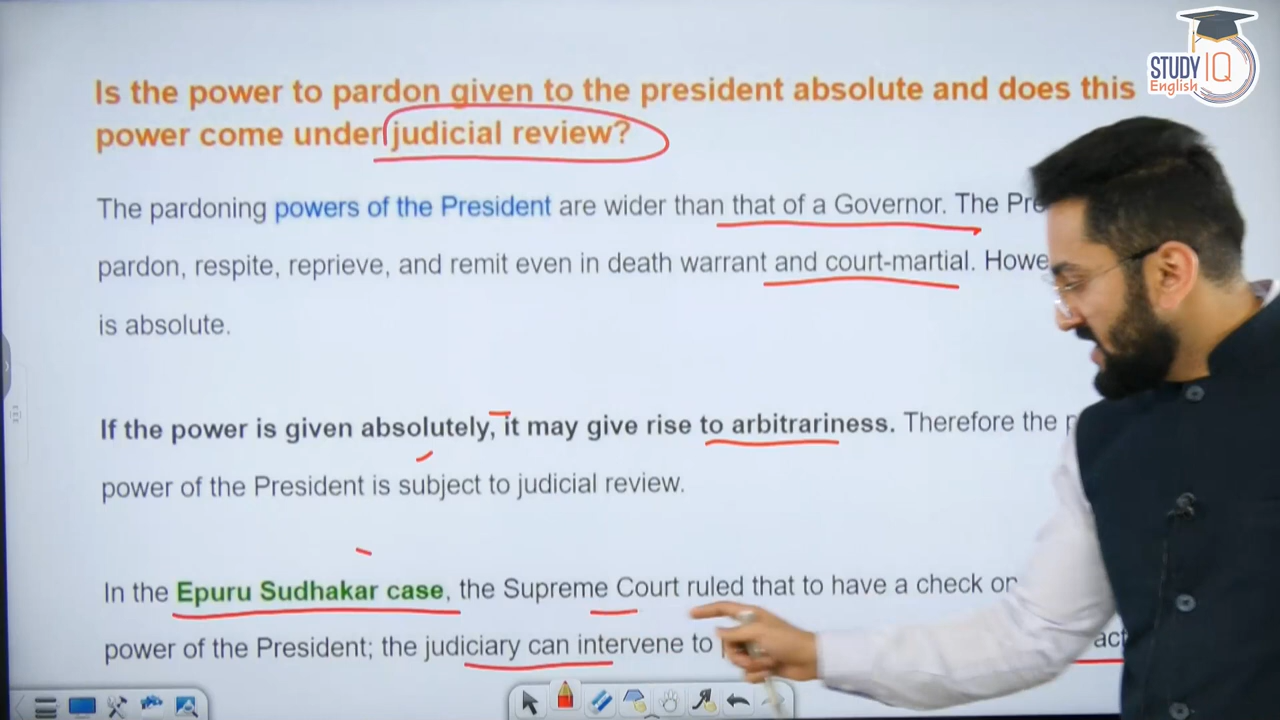 STUDY IQ
English
Is the power to pardon given to the president absolute and does this
power come under judicial review?
The pardoning powers of the President are wider than that of a Governor. The
pardon, respite, reprieve, and remit even in death warrant and court-martial.
is absolute.
If the power is given absolutely, it may give rise to arbitrariness. Therefore the
power of the President is subject to judicial review.
In the Epuru Sudhakar case, the Supreme Court ruled that to have a check
power of the President; the judiciary can intervene to